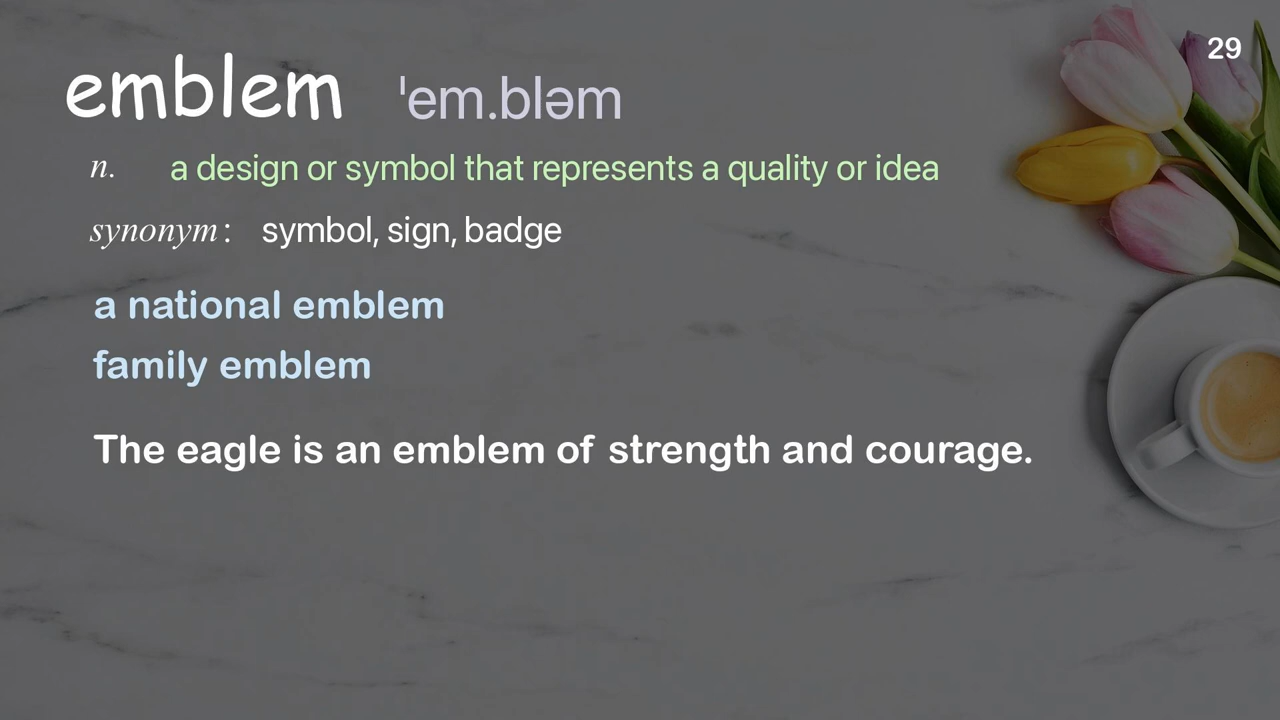 29
emblem ˈem.bləm
n. a design or symbol that represents a quality or idea
synonym: symbol, sign, badge
a national emblem
family emblem
The eagle is an emblem of strength and courage.